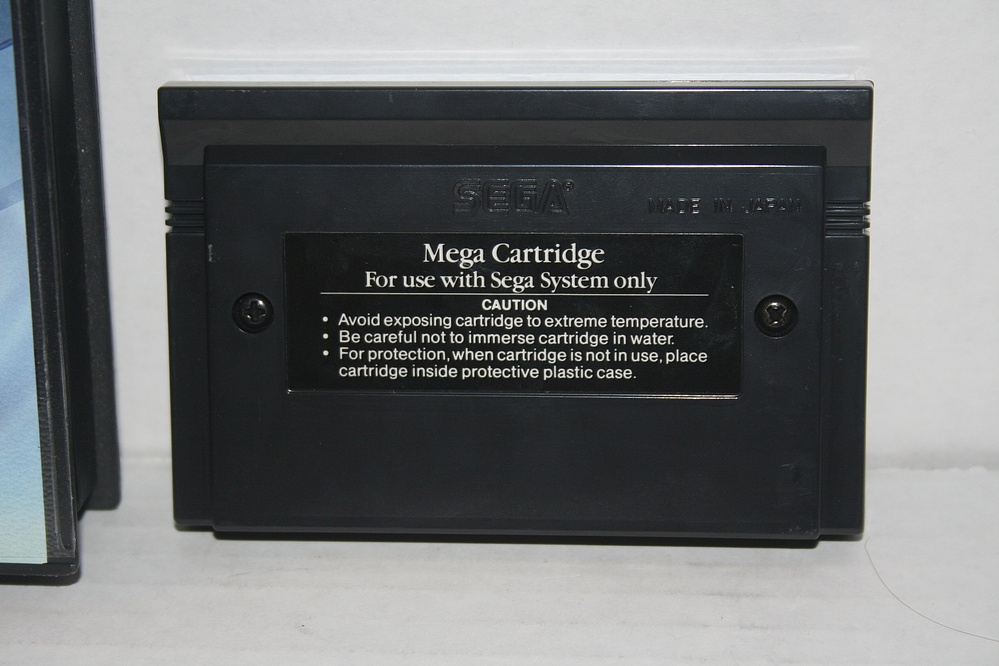 SEGA®
MADE IN JAPAN
Mega Cartridge
For use with Sega System only
CAUTION
• Avoid exposing cartridge to extreme temperature.
• Be careful not to immerse cartridge in water.
• For protection, when cartridge is not in use, place
cartridge inside protective plastic case.